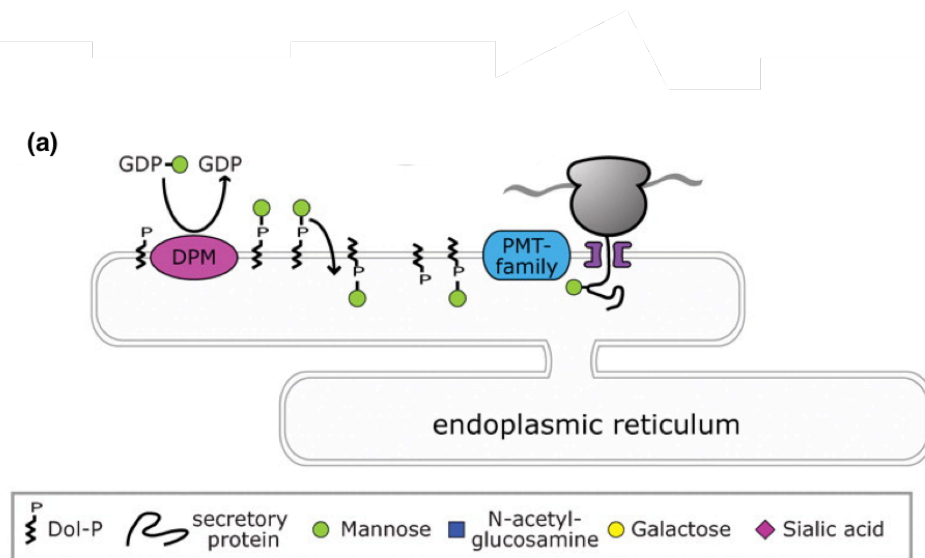 (a)
GDP GDP
P
P
P
DPM
P
P
P
PMT-
family
endoplasmic reticulum
P
Dol-P
secretory
protein
Mannose
N-acetyl-
glucosamine
Galactose
Sialic acid